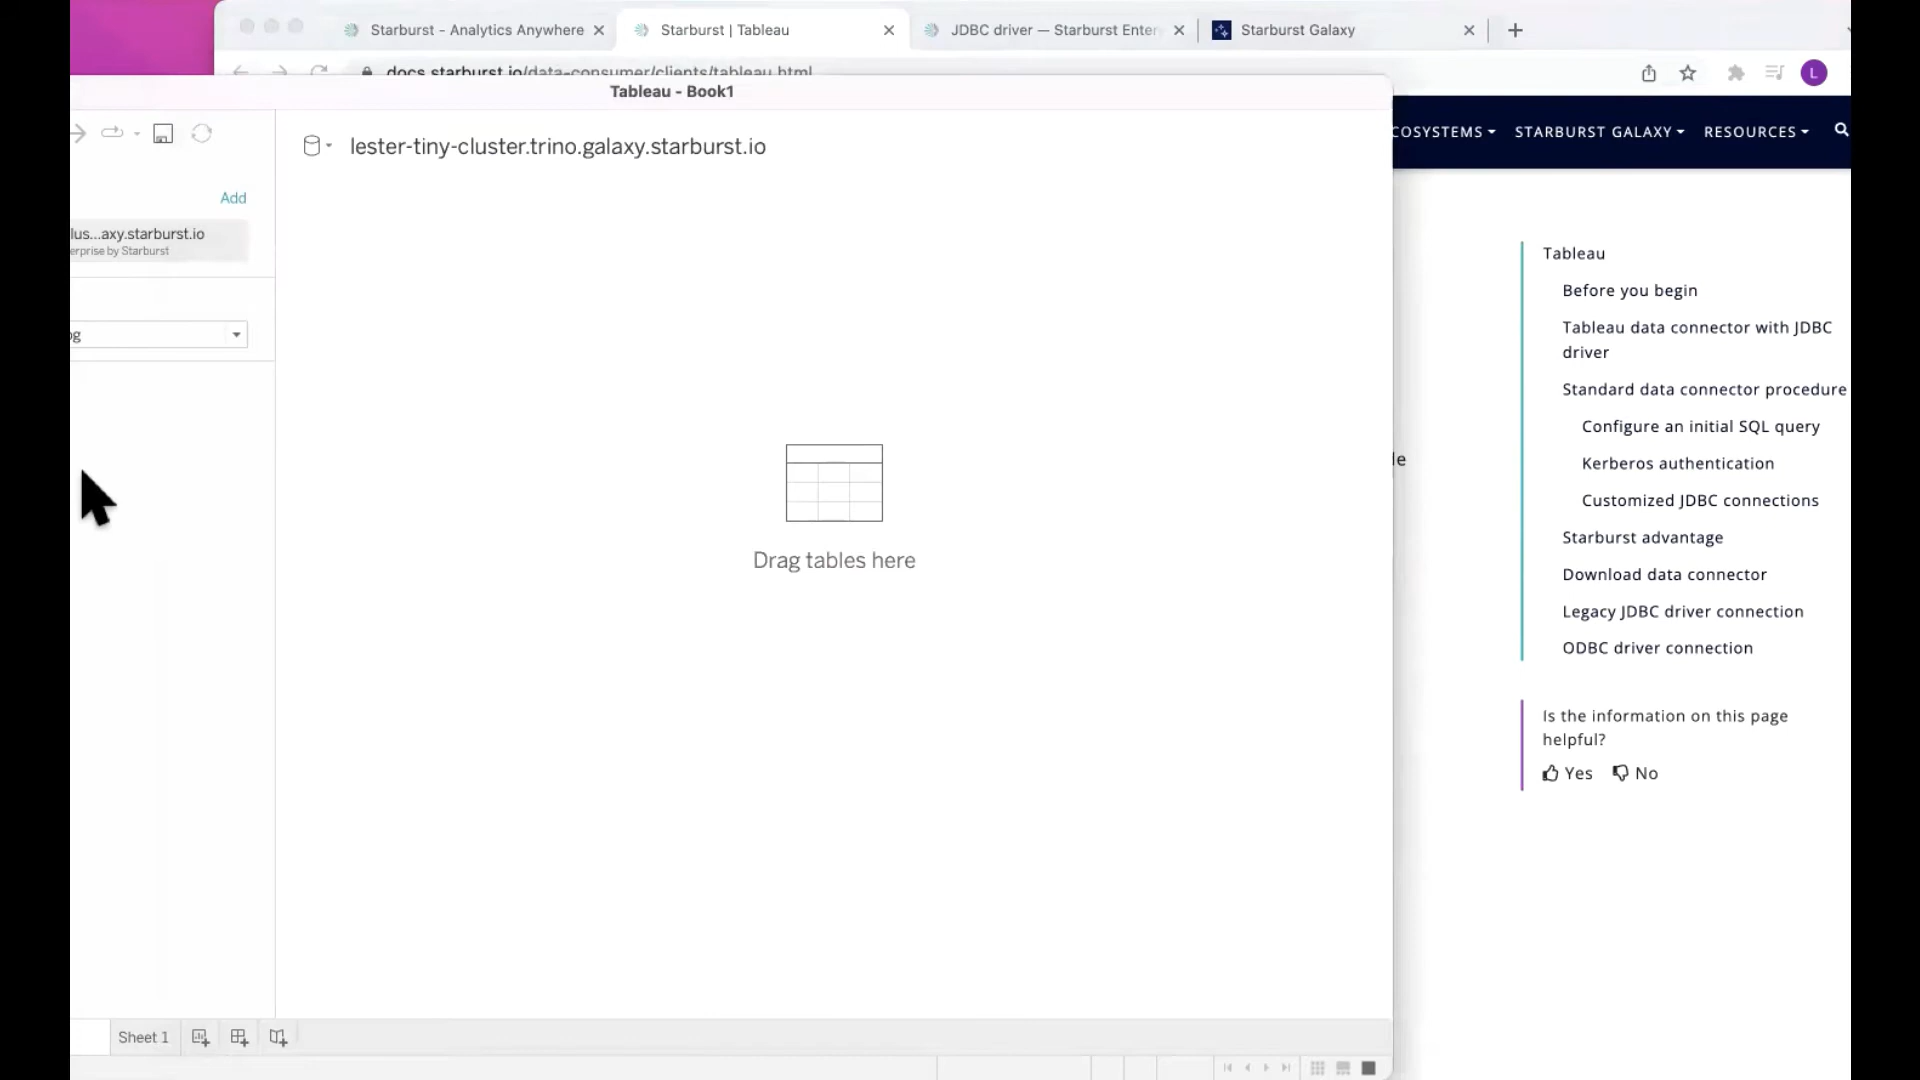 Starburst - Analytics Anywhere
Starburst | Tableau
JDBC driver — Starburst Enter
Starburst Galaxy
docs.starburst.io/data-consumer/clients/tableau.html
L
Tableau - Book1
COSYSTEMS
STARBURST GALAXY
RESOURCES
lester-tiny-cluster.trino.galaxy.starburst.io
Add
lus...axy.starburst.io
erprise by Starburst
og
Drag tables here
le
Tableau
Before you begin
Tableau data connector with JDBC
driver
Standard data connector procedure
Configure an initial SQL query
Kerberos authentication
Customized JDBC connections
Starburst advantage
Download data connector
Legacy JDBC driver connection
ODBC driver connection
Is the information on this page
helpful?
Yes No
Sheet 1